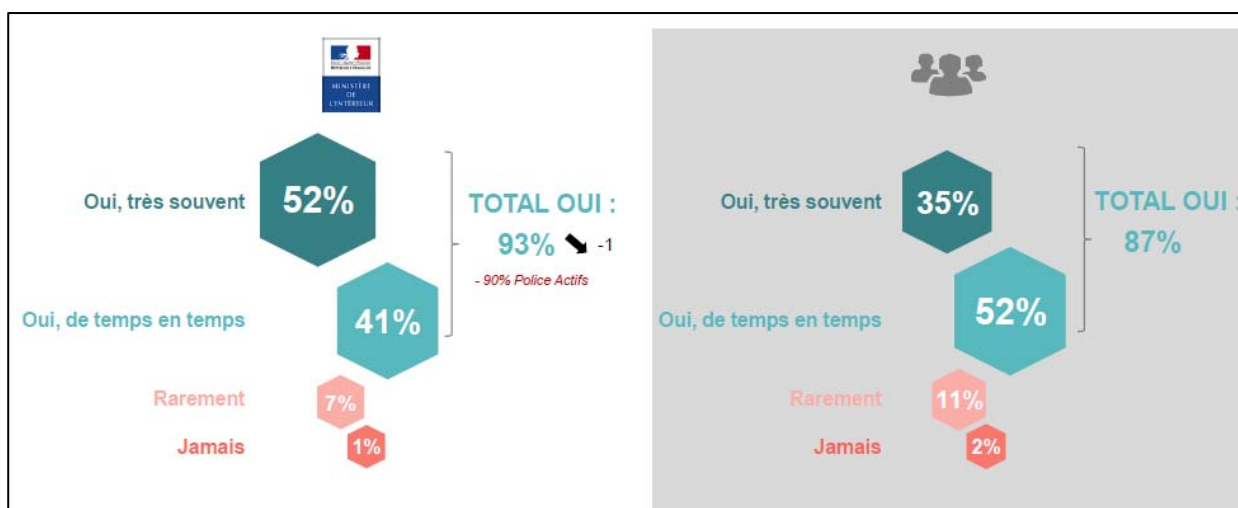 MINISTÈRE
DE
L'INTÉRIEUR
Oui, très souvent
52%
TOTAL OUI :
93% -1
- 90% Police Actifs
Oui, de temps en temps
41%
Rarement
7%
Jamais
1%
Oui, très souvent
35%
TOTAL OUI :
87%
Oui, de temps en temps
52%
Rarement
11%
Jamais
2%